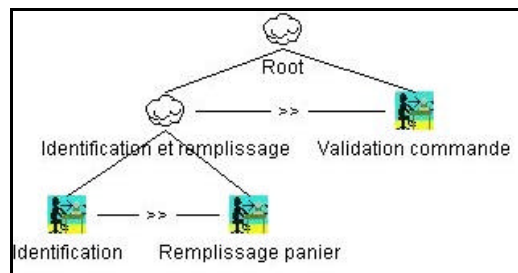 Root
>>
Identification et remplissage Validation commande
>>
Identification Remplissage panier